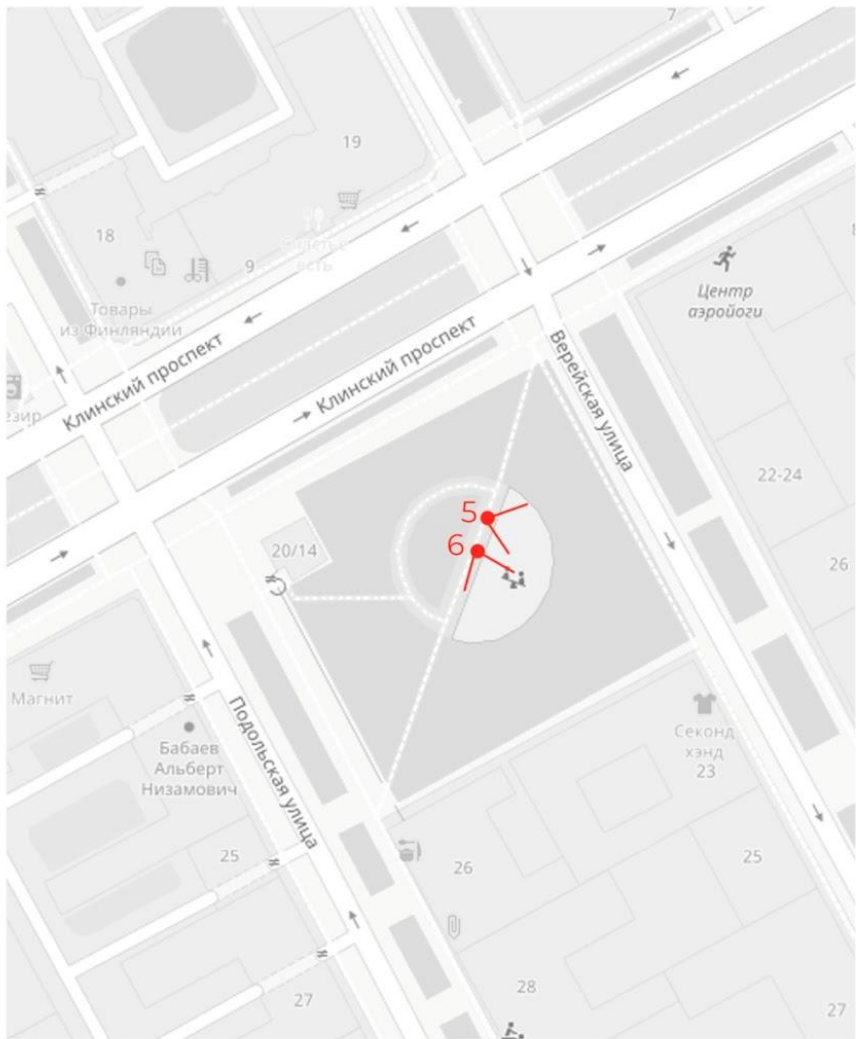 7
19
18
9
Счастье
есть
Товары
из Финляндии
Центр
аэройоги
Клинский проспект
Клинский проспект
Верейская улица
езир
22-24
5
6
20/14
26
Магнит
Бабаев
Альберт
Низамович
Подольская улица
Секонд
хэнд
23
25
26
25
28
27
27